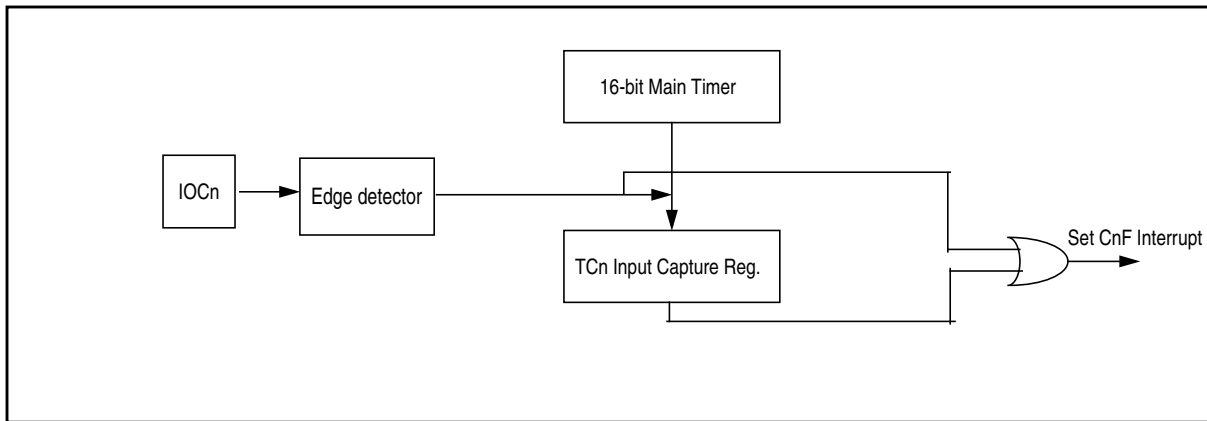 16-bit Main Timer
IOCn
Edge detector
TCn Input Capture Reg.
Set CnF Interrupt